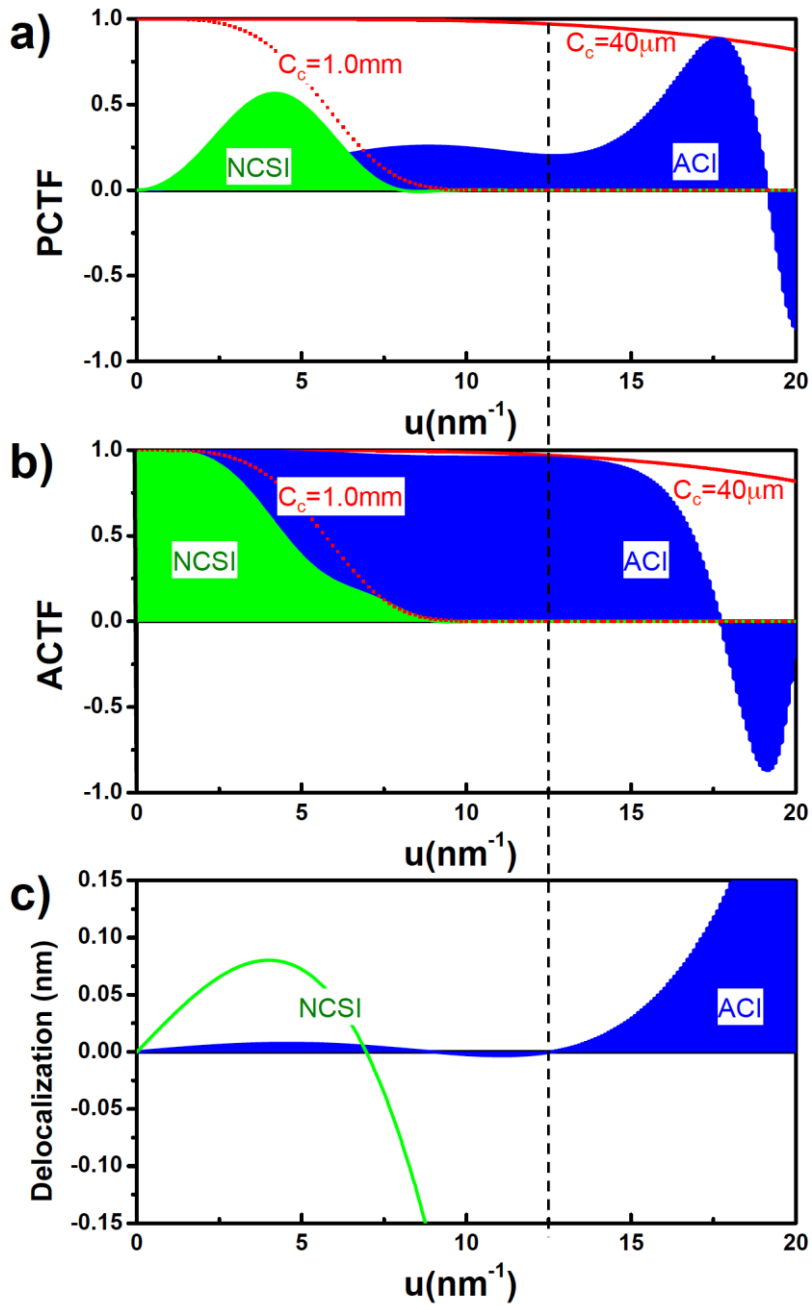 a)
1.0
0.5
0.0
-0.5
-1.0
PCTF
C_c=1.0mm
C_c=40μm
NCSI
ACI
0 5 10 15 20
u(nm⁻¹)
b)
1.0
0.5
0.0
-0.5
-1.0
ACTF
C_c=1.0mm
C_c=40μm
NCSI
ACI
0 5 10 15 20
u(nm⁻¹)
c)
0.15
0.10
0.05
0.00
-0.05
-0.10
-0.15
Delocalization (nm)
NCSI
ACI
0 5 10 15 20
u(nm⁻¹)